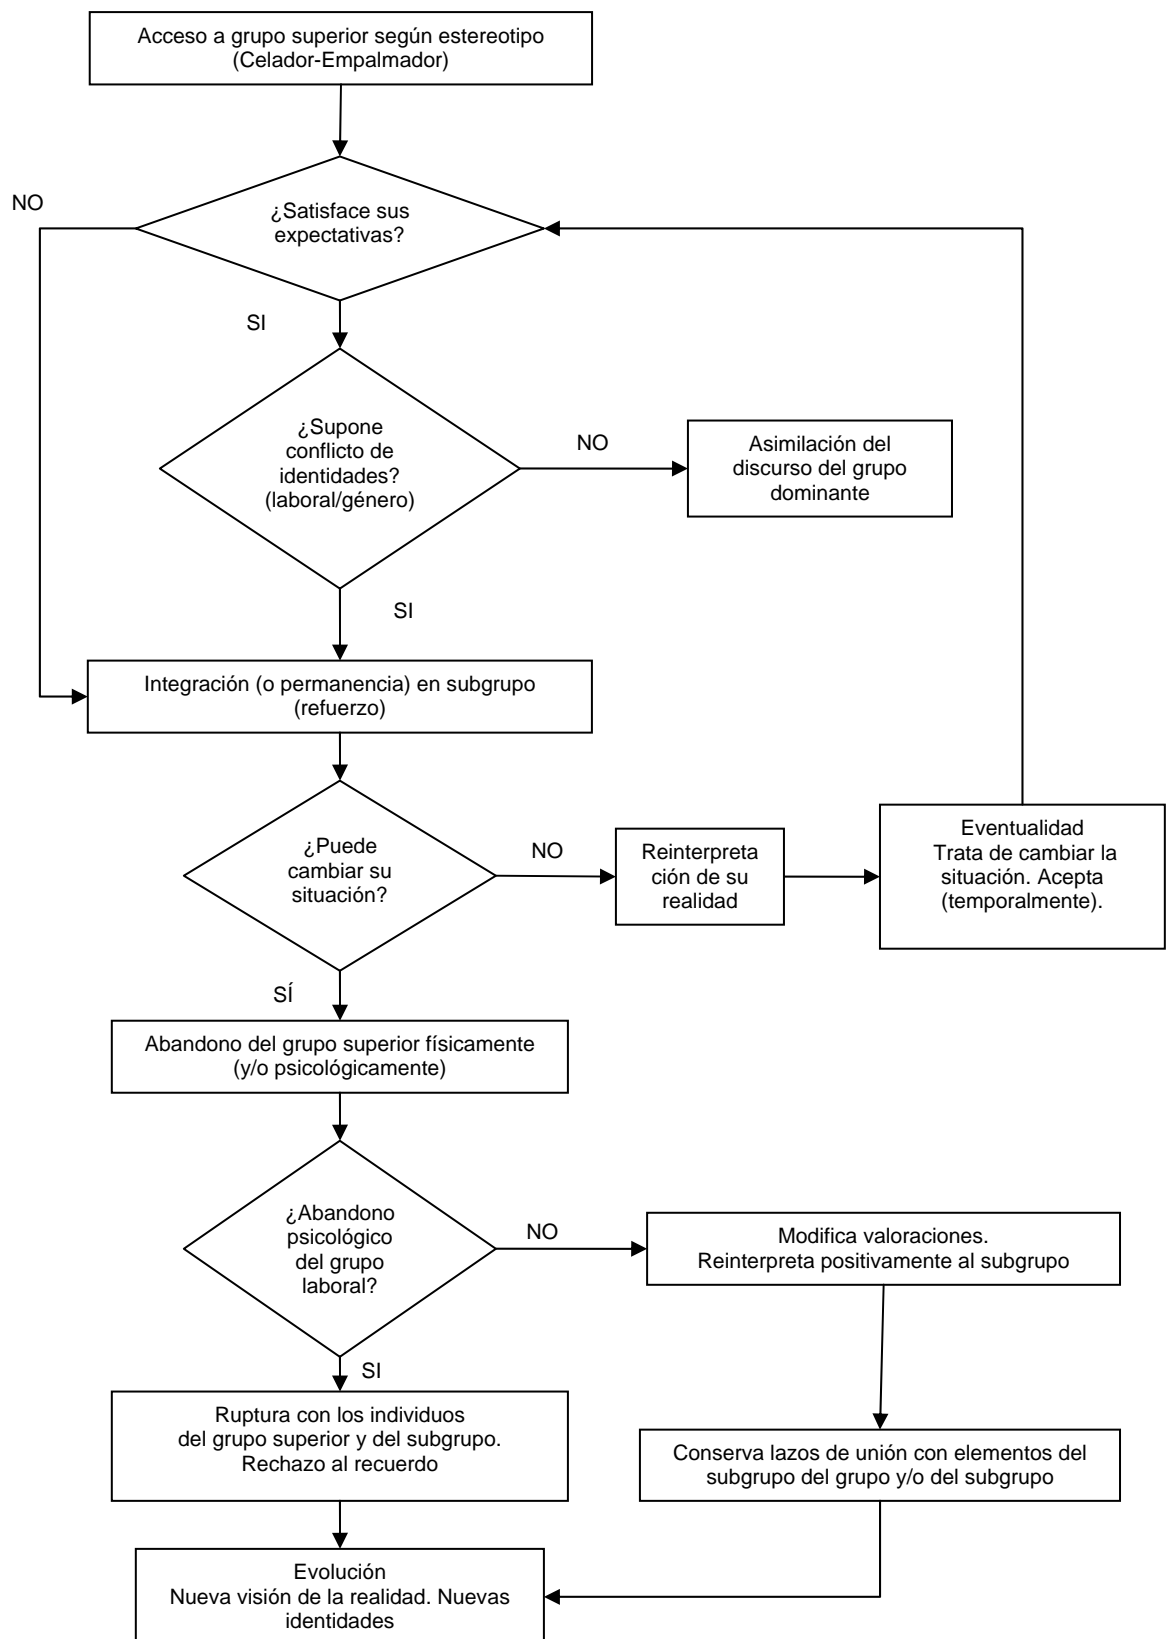 Acceso a grupo superior según estereotipo
(Celador-Empalmador)
NO
¿Satisface sus
expectativas?
SI
¿Supone
conflicto de
identidades?
(laboral/género)
NO
Asimilación del
discurso del grupo
dominante
SI
Integración (o permanencia) en subgrupo
(refuerzo)
¿Puede
cambiar su
situación?
NO
Reinterpreta
ción de su
realidad
Eventualidad
Trata de cambiar la
situación. Acepta
(temporalmente).
SÍ
Abandono del grupo superior físicamente
(y/o psicológicamente)
¿Abandono
psicológico
del grupo
laboral?
NO
Modifica valoraciones.
Reinterpreta positivamente al subgrupo
SI
Ruptura con los individuos
del grupo superior y del subgrupo.
Rechazo al recuerdo
Conserva lazos de unión con elementos del
subgrupo del grupo y/o del subgrupo
Evolución
Nueva visión de la realidad. Nuevas
identidades